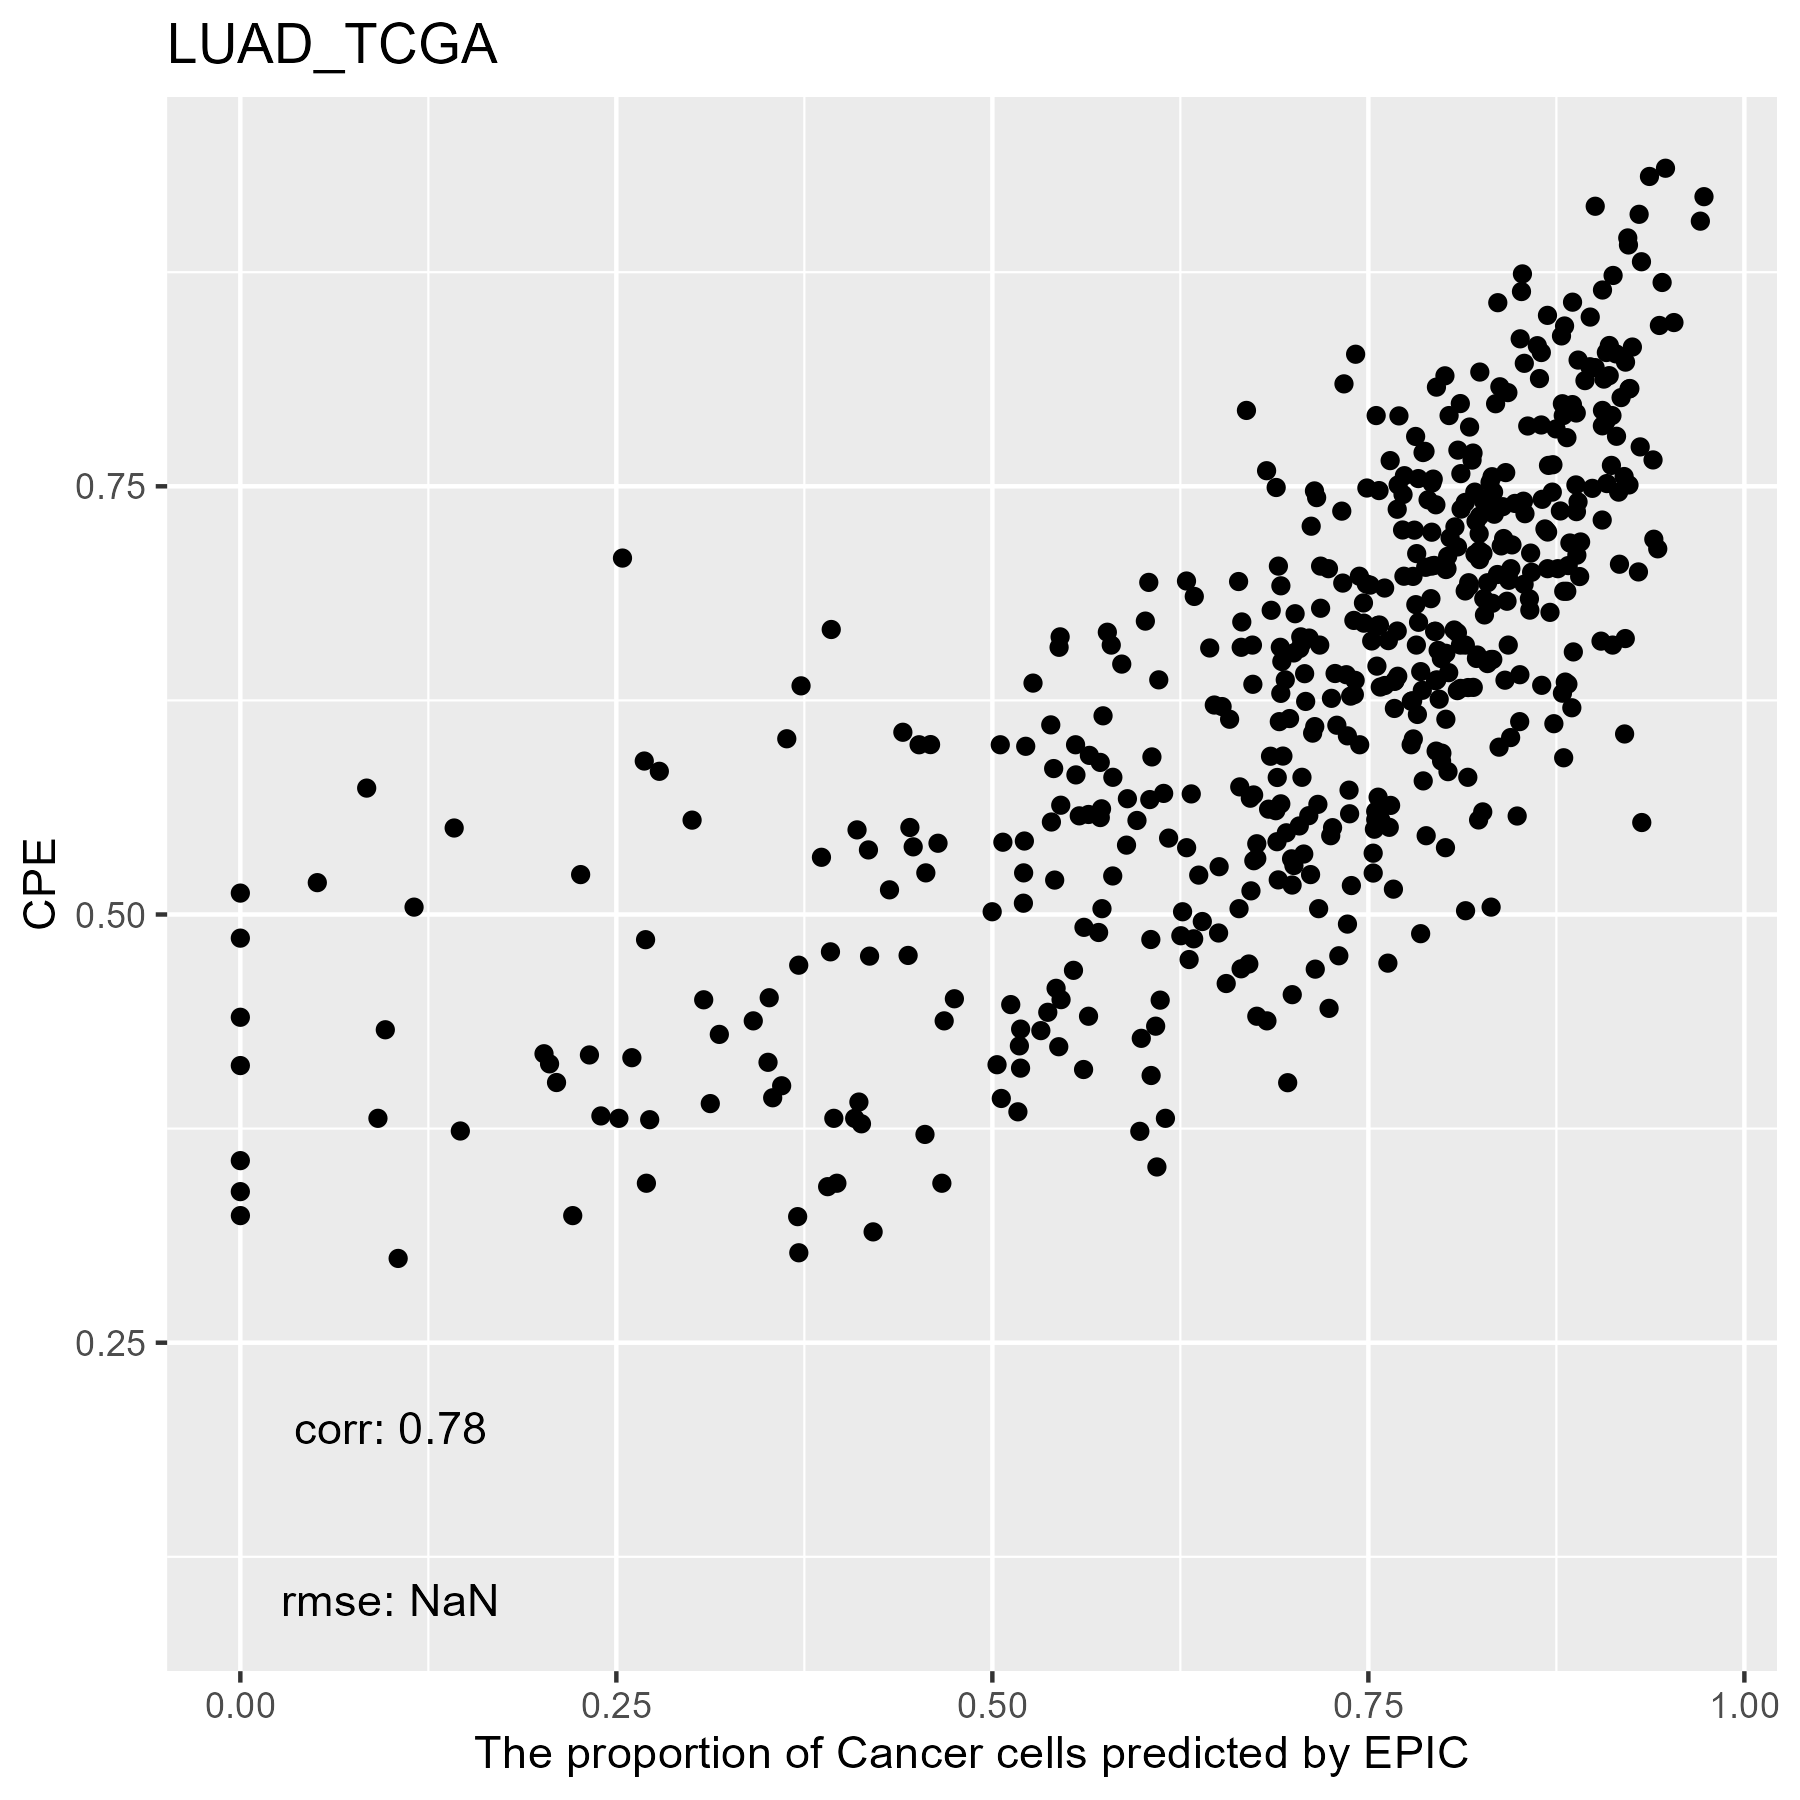 LUAD_TCGA
CPE
0.75
0.50
0.25
corr: 0.78
rmse: NaN
0.00 0.25 0.50 0.75 1.00
The proportion of Cancer cells predicted by EPIC